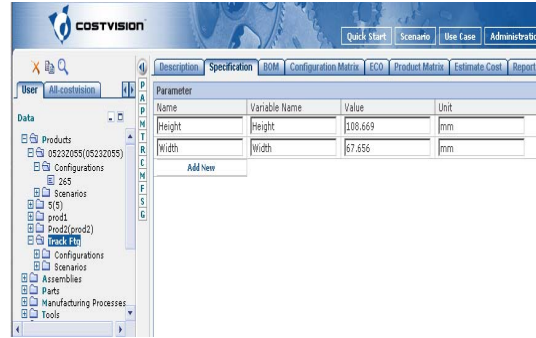 COSTVISION
Quick Start Scenario Use Case Administratio
Description Specification BOM Configuration Matrix ECO Product Matrix Estimate Cost Report
User All-costvision
Parameter
Name Variable Name Value Unit
Height Height 108.669 mm
Width Width 67.656 mm
Add New
Data
Products
0523Z055(0523Z055)
Configurations
265
Scenarios
5(5)
prod1
Prod2(prod2)
Track Ftg
Configurations
Scenarios
Assemblies
Parts
Manufacturing Processes
Tools
P
A
P
M
T
R
C
M
F
S
G